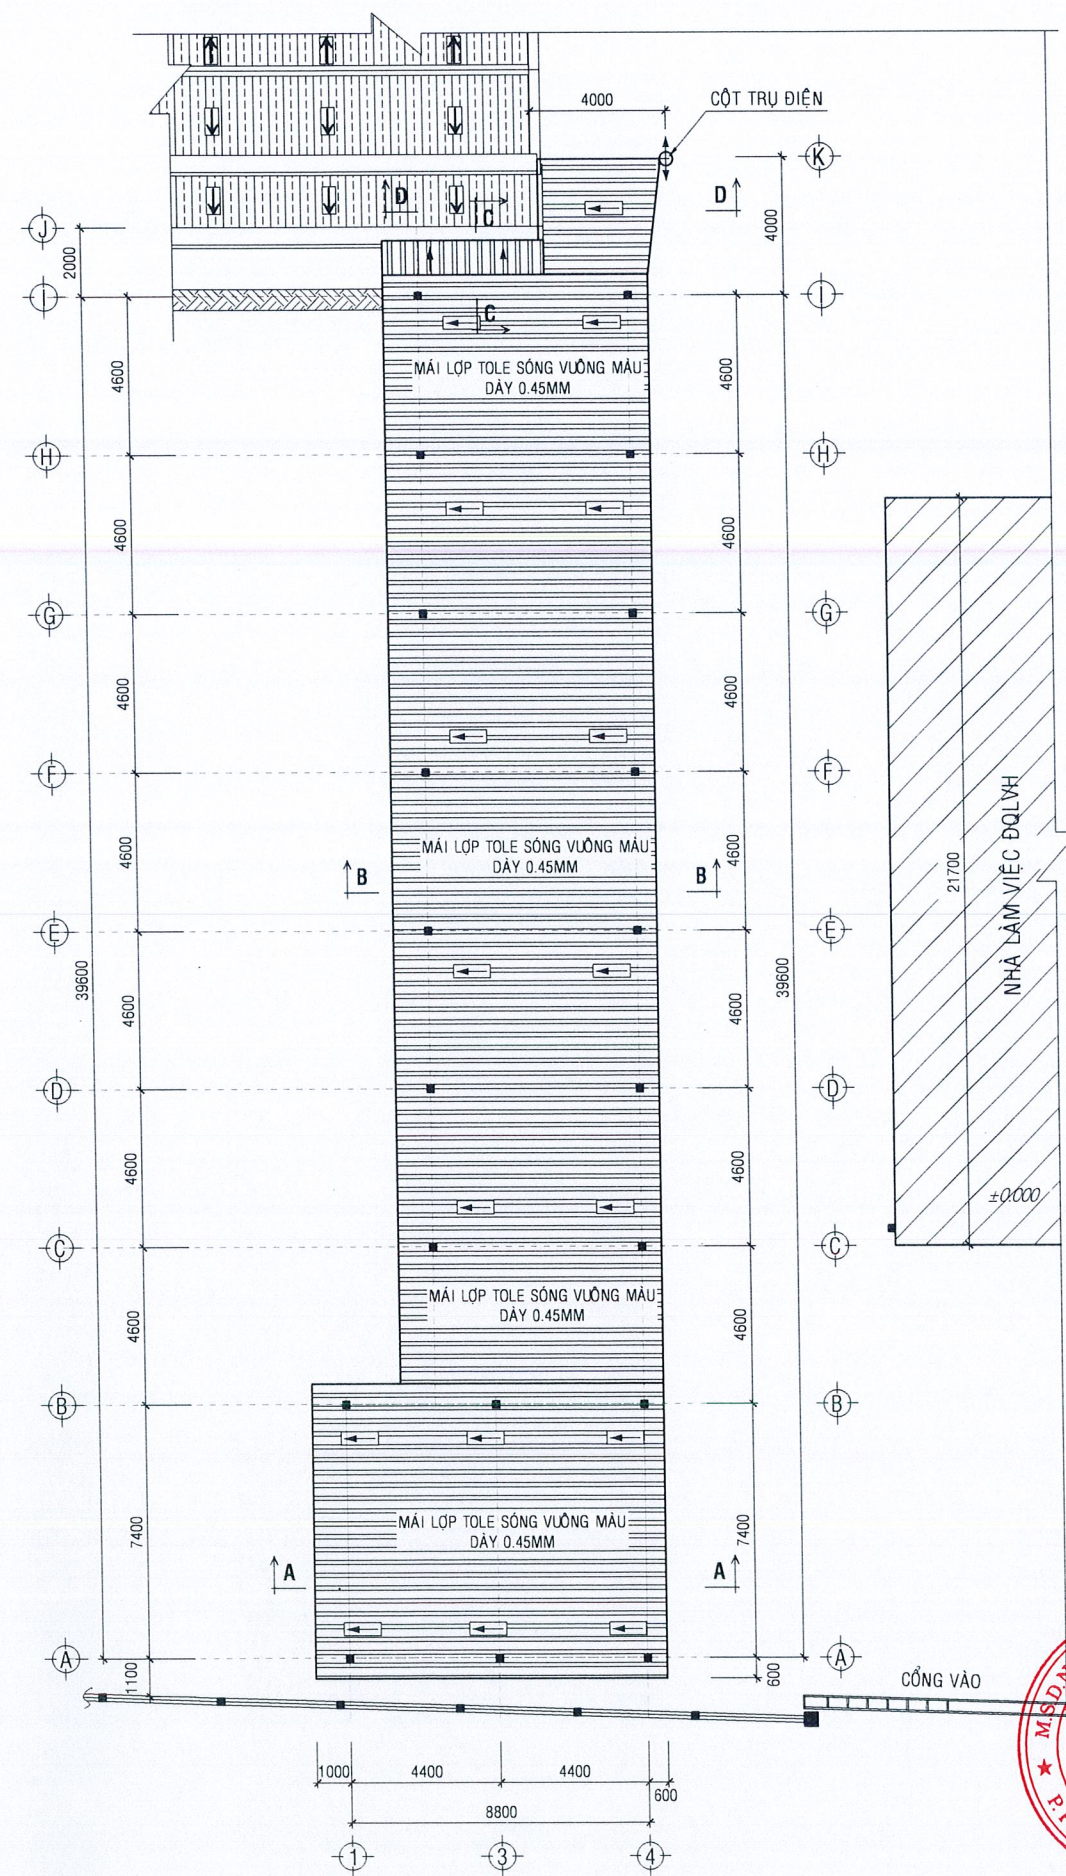 4000
CỘT TRỤ ĐIỆN
K
D
C
D
J
2000
4000
I
I
C
MÁI LỢP TOLE SÓNG VUÔNG MÀU
DÀY 0.45MM
4600
4600
H
H
4600
4600
G
G
4600
4600
F
F
MÁI LỢP TOLE SÓNG VUÔNG MÀU
DÀY 0.45MM
4600
4600
B
B
21700
NHÀ LÀM VIỆC ĐQLVH
E
E
39600
39600
4600
4600
D
D
4600
4600
±0.000
C
C
MÁI LỢP TOLE SÓNG VUÔNG MÀU
DÀY 0.45MM
4600
4600
B
B
MÁI LỢP TOLE SÓNG VUÔNG MÀU
DÀY 0.45MM
7400
7400
A
A
A
A
1100
600
CỔNG VÀO
M.S.D.N
P.
1000
4400
4400
600
8800
1
3
4